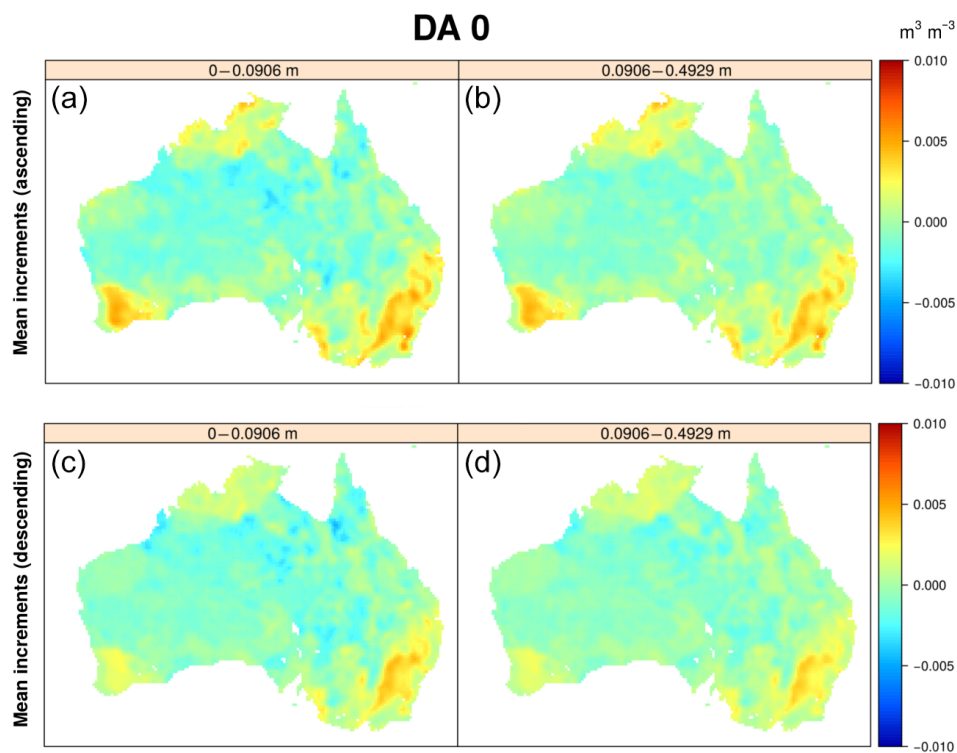 DA 0
m³ m⁻³
0−0.0906 m
0.0906−0.4929 m
(a)
(b)
Mean increments (ascending)
0.010
0.005
0.000
−0.005
−0.010
0−0.0906 m
0.0906−0.4929 m
(c)
(d)
Mean increments (descending)
0.010
0.005
0.000
−0.005
−0.010